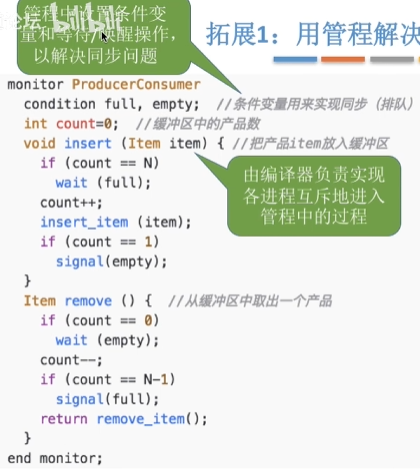 管程中设置条件变
量和等待/唤醒操作,
以解决同步问题
bilibili
拓展1:用管程解决
monitor ProducerConsumer
condition full, empty; //条件变量用来实现同步(排队)
int count=0; //缓冲区中的产品数
void insert (Item item) { //把产品item放入缓冲区
if (count == N)
wait (full);
count++;
insert_item (item);
if (count == 1)
signal(empty);
}
由编译器负责实现
各进程互斥地进入
管程中的过程
Item remove () { //从缓冲区中取出一个产品
if (count == 0)
wait (empty);
count--;
if (count == N-1)
signal(full);
return remove_item();
}
end monitor;